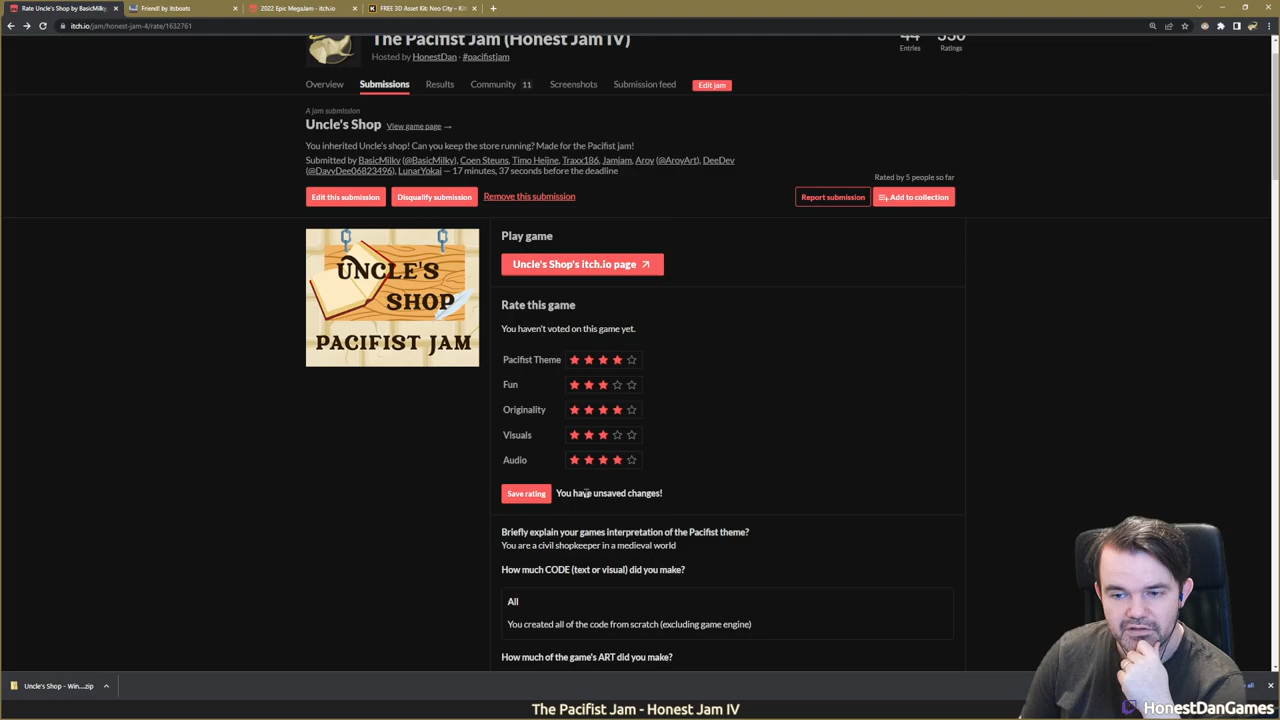 Rate Uncle's Shop by BasicMilky
Friend! by itsboats
2022 Epic MegaJam - itch.io
FREE 3D Asset Kit: Neo City – Kit
itch.io/jam/honest-jam-4/rate/1632761
The Pacifist Jam (Honest Jam IV)
Hosted by HonestDan · #pacifistjam
44 Entries
Ratings
Overview
Submissions
Results
Community 11
Screenshots
Submission feed
Edit jam
A jam submission
Uncle's Shop View game page →
You inherited Uncle's shop! Can you keep the store running? Made for the Pacifist jam!
Submitted by BasicMilky (@BasicMilky), Coen Steuns, Timo Heijne, Traxx186, Jamjam, Aroy (@AroyArt), DeeDev
(@DavyDee06823496), LunarYokai — 17 minutes, 37 seconds before the deadline
Rated by 5 people so far
Edit this submission
Disqualify submission
Remove this submission
Report submission
Add to collection
UNCLE'S
SHOP
PACIFIST JAM
Play game
Uncle's Shop's itch.io page
Rate this game
You haven't voted on this game yet.
Pacifist Theme
Fun
Originality
Visuals
Audio
Save rating You have unsaved changes!
Briefly explain your games interpretation of the Pacifist theme?
You are a civil shopkeeper in a medieval world
How much CODE (text or visual) did you make?
All
You created all of the code from scratch (excluding game engine)
How much of the game's ART did you make?
Uncle's Shop - Win....zip
all
The Pacifist Jam - Honest Jam IV
HonestDanGames